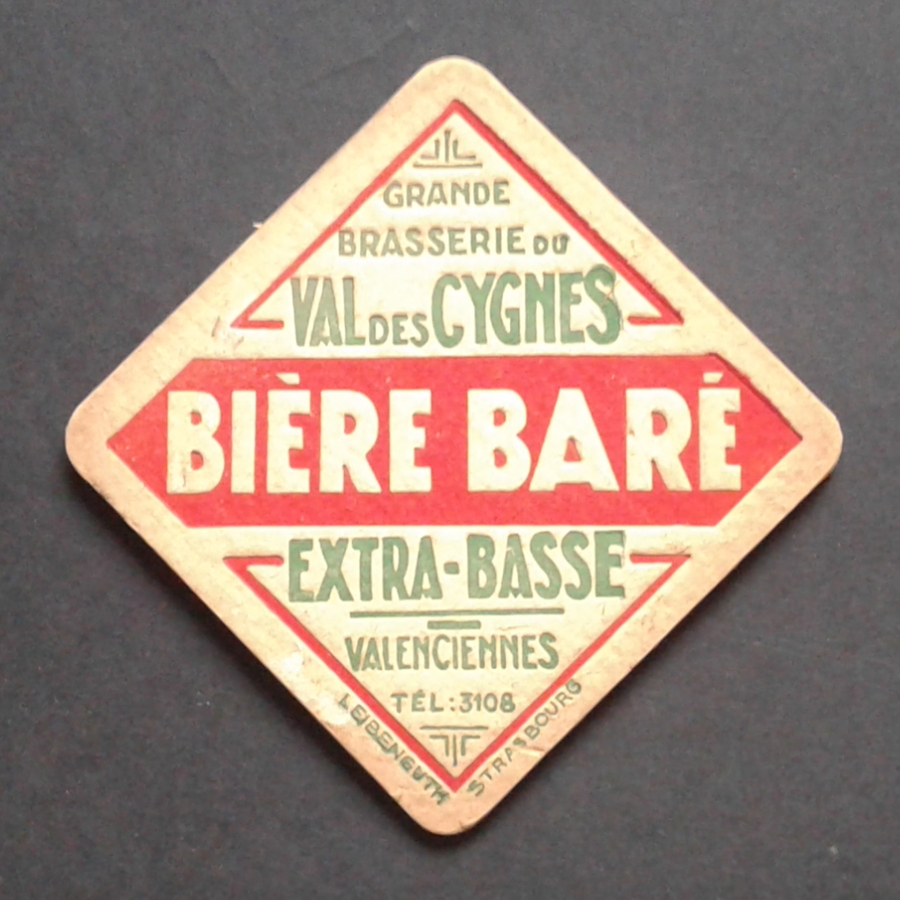 GRANDE
BRASSERIE DU
VAL DES CYGNES
BIÈRE BARÉ
EXTRA-BASSE
VALENCIENNES
TÉL:3108
LEIBENGUTH
STRASBOURG